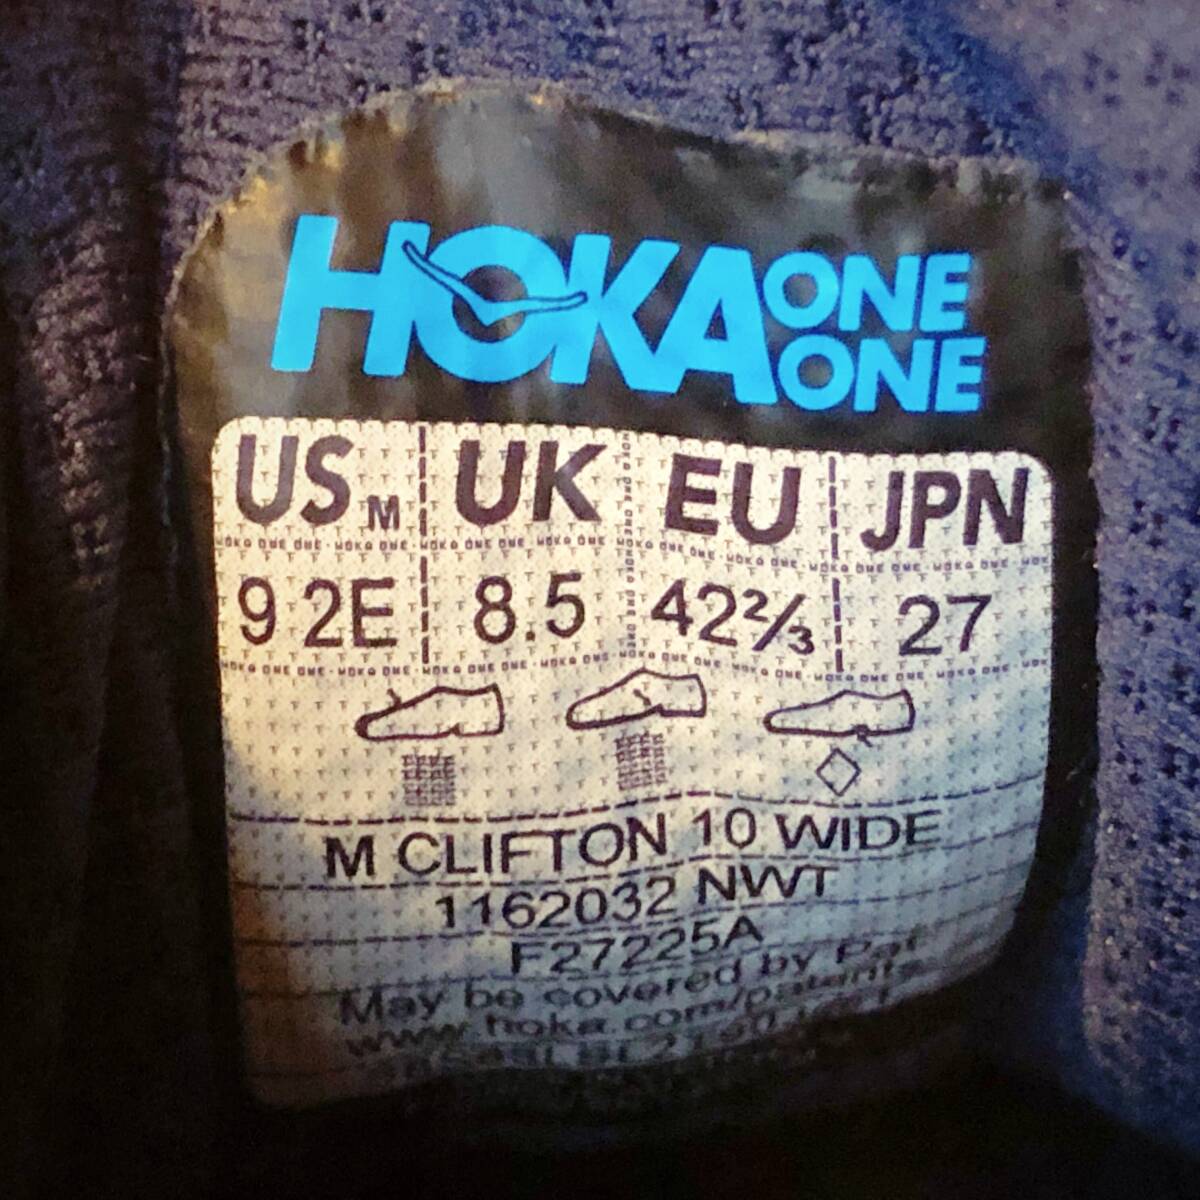 HOKA ONE ONE
US M UK EU JPN
9 2E 8.5 42⅔ 27
M CLIFTON 10 WIDE
1162032 NWT
F27225A
May be covered by Pat
www.hoka.com/patents